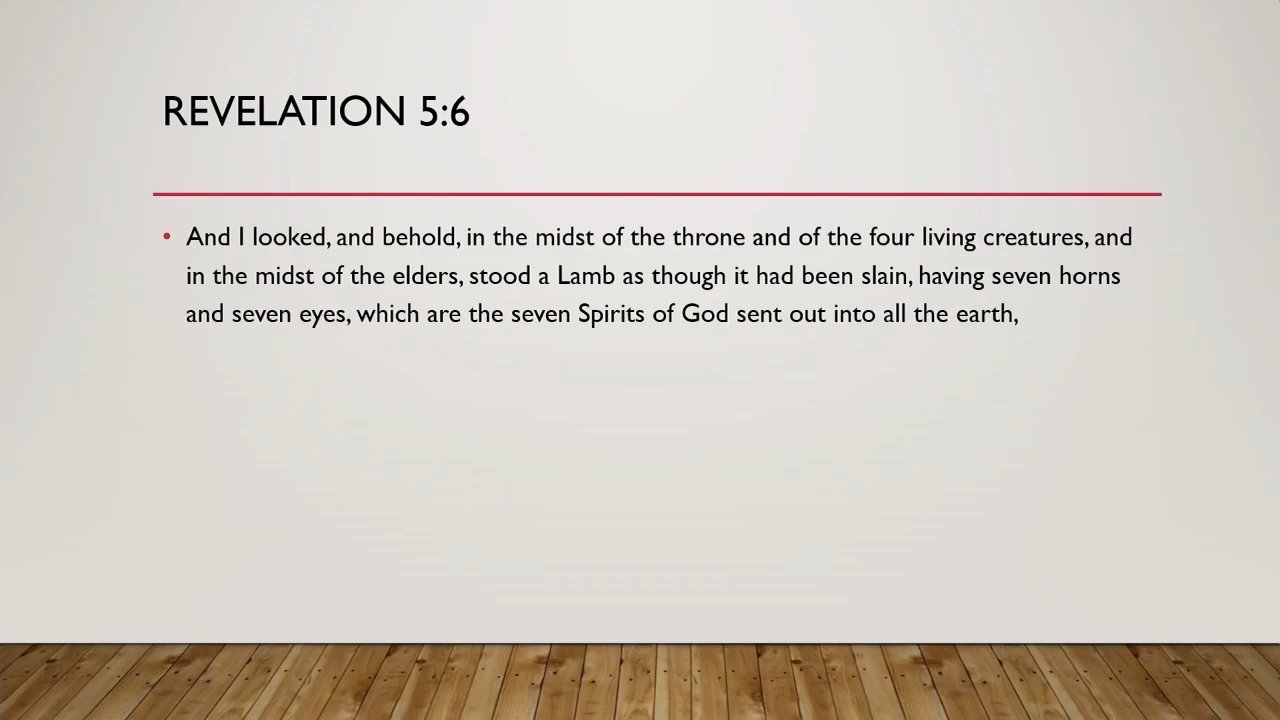 REVELATION 5:6
• And I looked, and behold, in the midst of the throne and of the four living creatures, and
in the midst of the elders, stood a Lamb as though it had been slain, having seven horns
and seven eyes, which are the seven Spirits of God sent out into all the earth,